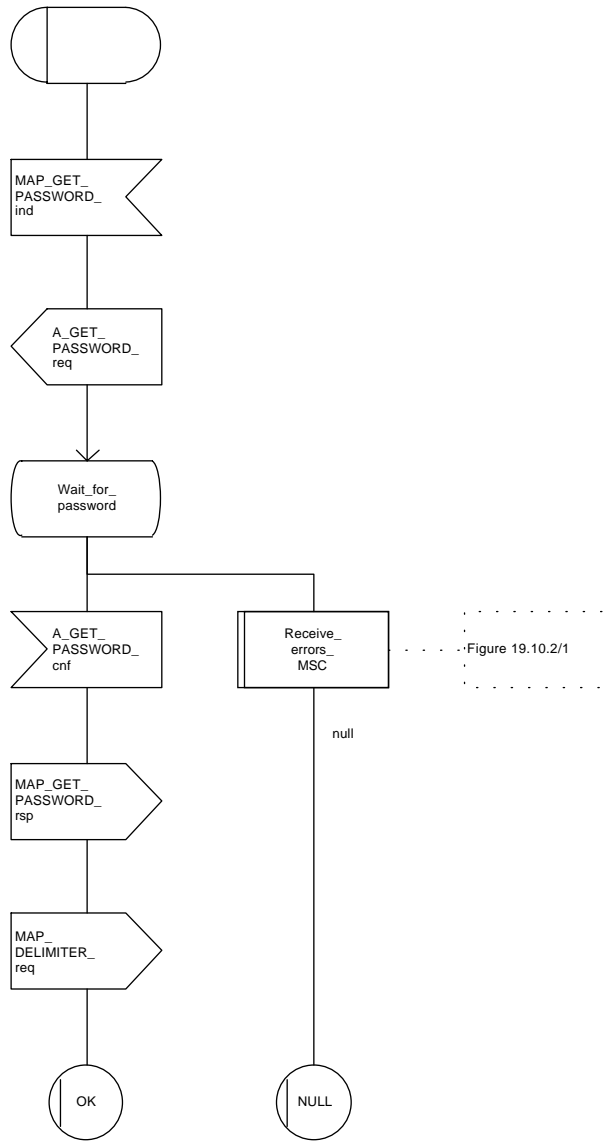 MAP_GET_
PASSWORD_
ind
A_GET_
PASSWORD_
req
Wait_for_
password
A_GET_
PASSWORD_
cnf
Receive_
errors_
MSC
Figure 19.10.2/1
null
MAP_GET_
PASSWORD_
rsp
MAP_
DELIMITER_
req
OK
NULL